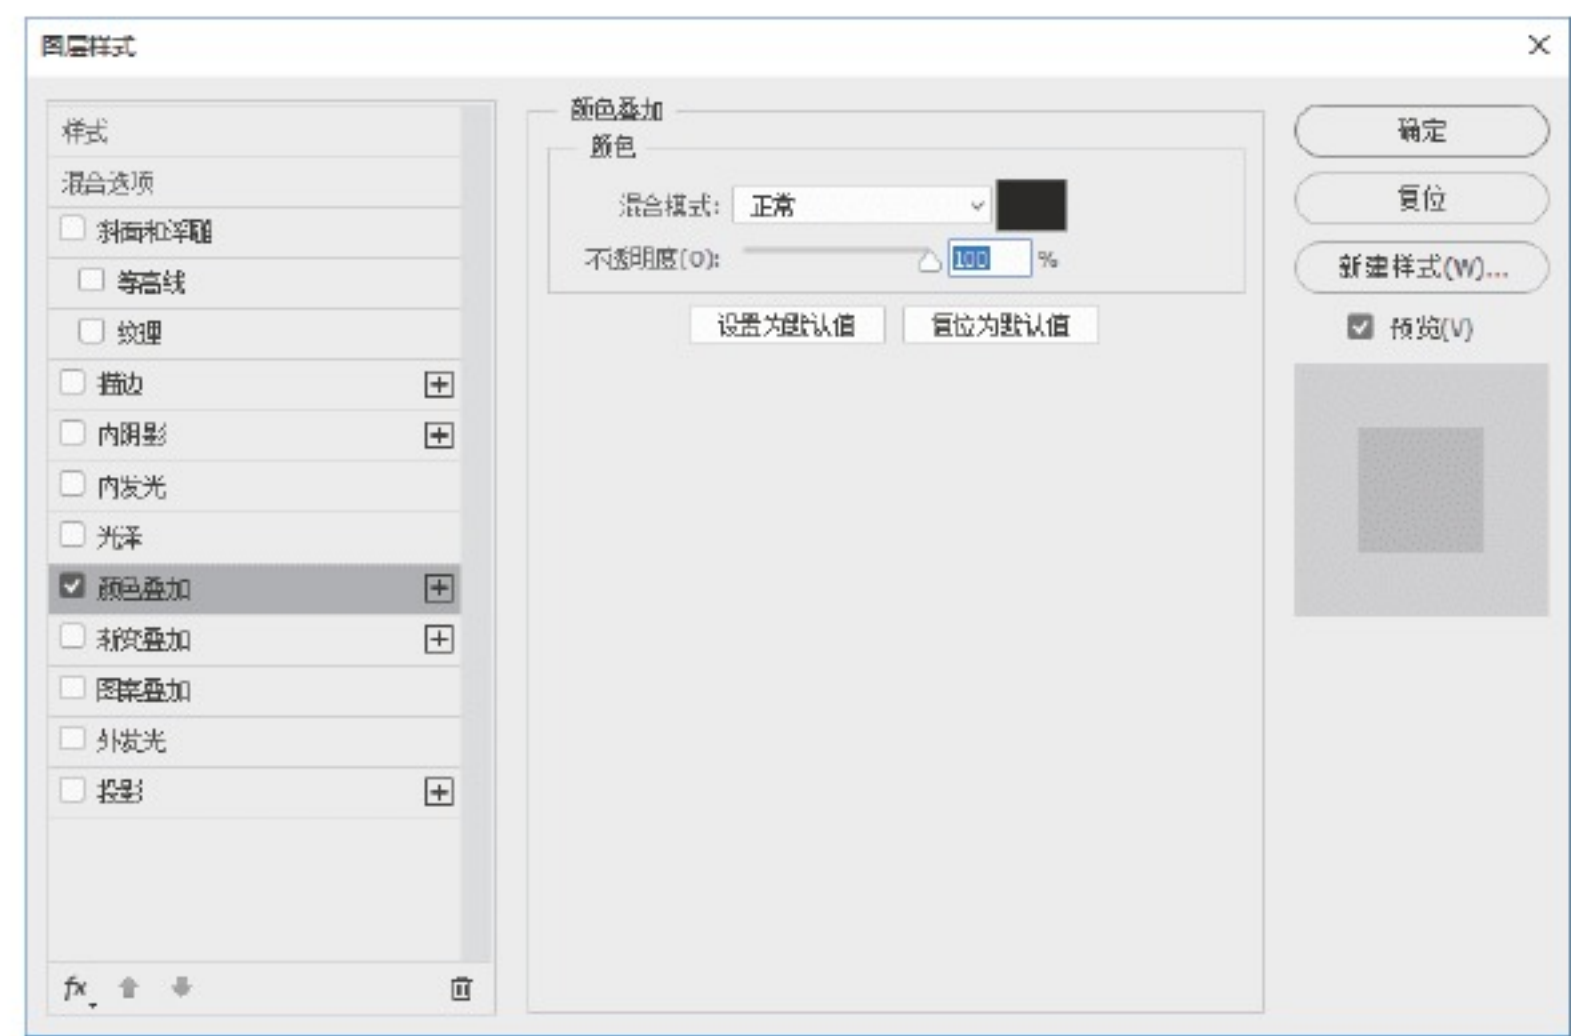 图层样式
样式
混合选项
斜面和浮雕
等高线
纹理
描边
内阴影
内发光
光泽
颜色叠加
渐变叠加
图案叠加
外发光
投影
fx
颜色叠加
颜色
混合模式: 正常
不透明度(O): 100 %
设置为默认值 复位为默认值
确定
复位
新建样式(W)...
预览(V)